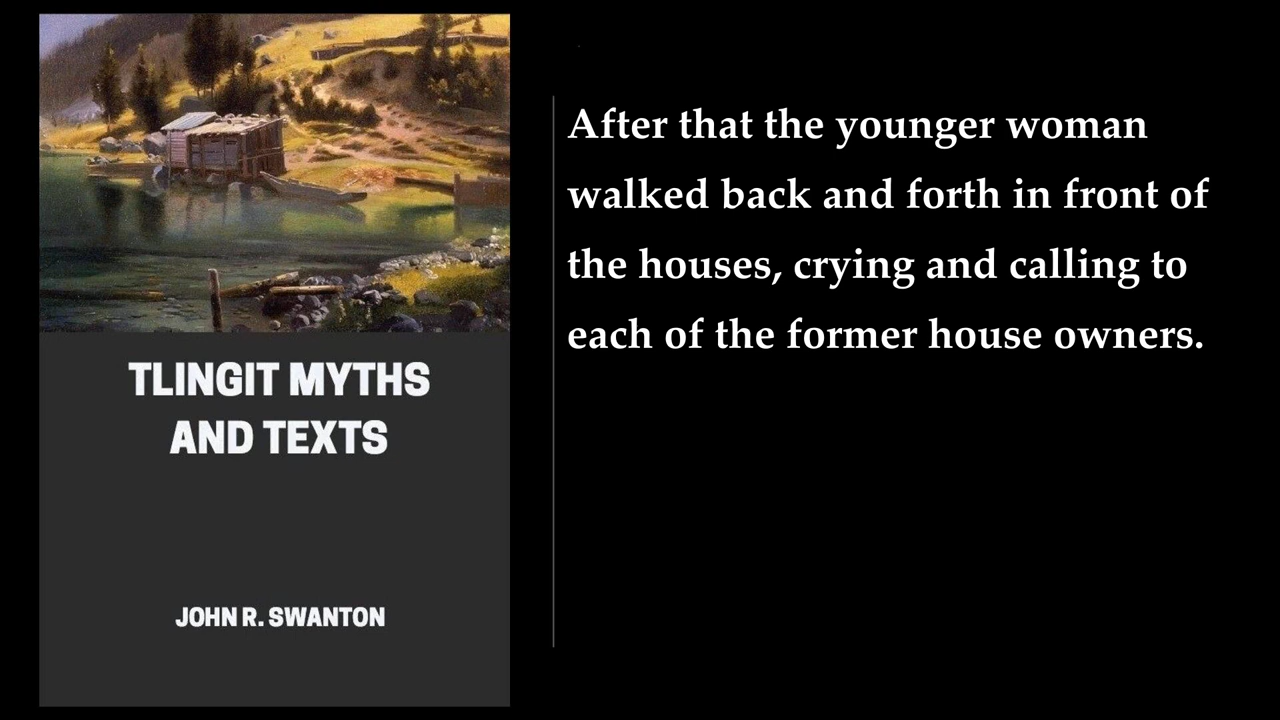 TLINGIT MYTHS
AND TEXTS
JOHN R. SWANTON
After that the younger woman
walked back and forth in front of
the houses, crying and calling to
each of the former house owners.